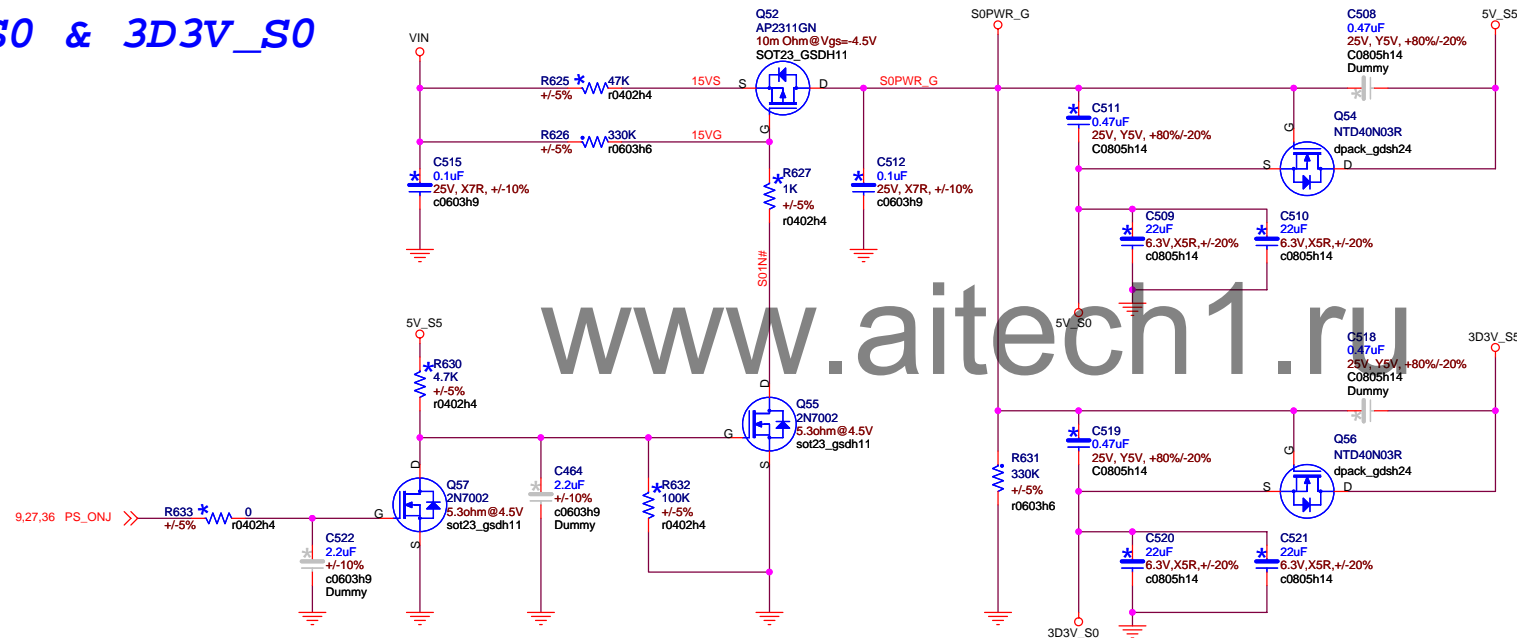 S0 & 3D3V_S0
VIN
R625 47K
+/-5% r0402h4
15VS
R626 330K
+/-5% r0603h6
15VG
C515
0.1uF
25V, X7R, +/-10%
c0603h9
Q52
AP2311GN
10m Ohm@Vgs=-4.5V
SOT23_GSDH11
S
D
G
S0PWR_G
R627
1K
+/-5%
r0402h4
C512
0.1uF
25V, X7R, +/-10%
c0603h9
S01N#
S0PWR_G
C508
0.47uF
25V, Y5V, +80%/-20%
C0805h14
Dummy
5V_S5
C511
0.47uF
25V, Y5V, +80%/-20%
C0805h14
Q54
NTD40N03R
dpack_gdsh24
G
S
D
C509
22uF
6.3V,X5R,+/-20%
c0805h14
C510
22uF
6.3V,X5R,+/-20%
c0805h14
5V_S0
www.aitech1.ru
5V_S5
R630
4.7K
+/-5%
r0402h4
D
Q55
2N7002
5.3ohm@4.5V
sot23_gsdh11
G
S
C518
0.47uF
25V, Y5V, +80%/-20%
C0805h14
Dummy
3D3V_S5
C519
0.47uF
25V, Y5V, +80%/-20%
C0805h14
Q56
NTD40N03R
dpack_gdsh24
G
S
D
R631
330K
+/-5%
r0603h6
9,27,36 PS_ONJ
R633 0
+/-5% r0402h4
D
Q57
2N7002
5.3ohm@4.5V
sot23_gsdh11
G
S
C464
2.2uF
+/-10%
c0603h9
Dummy
R632
100K
+/-5%
r0402h4
C522
2.2uF
+/-10%
c0603h9
Dummy
C520
22uF
6.3V,X5R,+/-20%
c0805h14
C521
22uF
6.3V,X5R,+/-20%
c0805h14
3D3V_S0